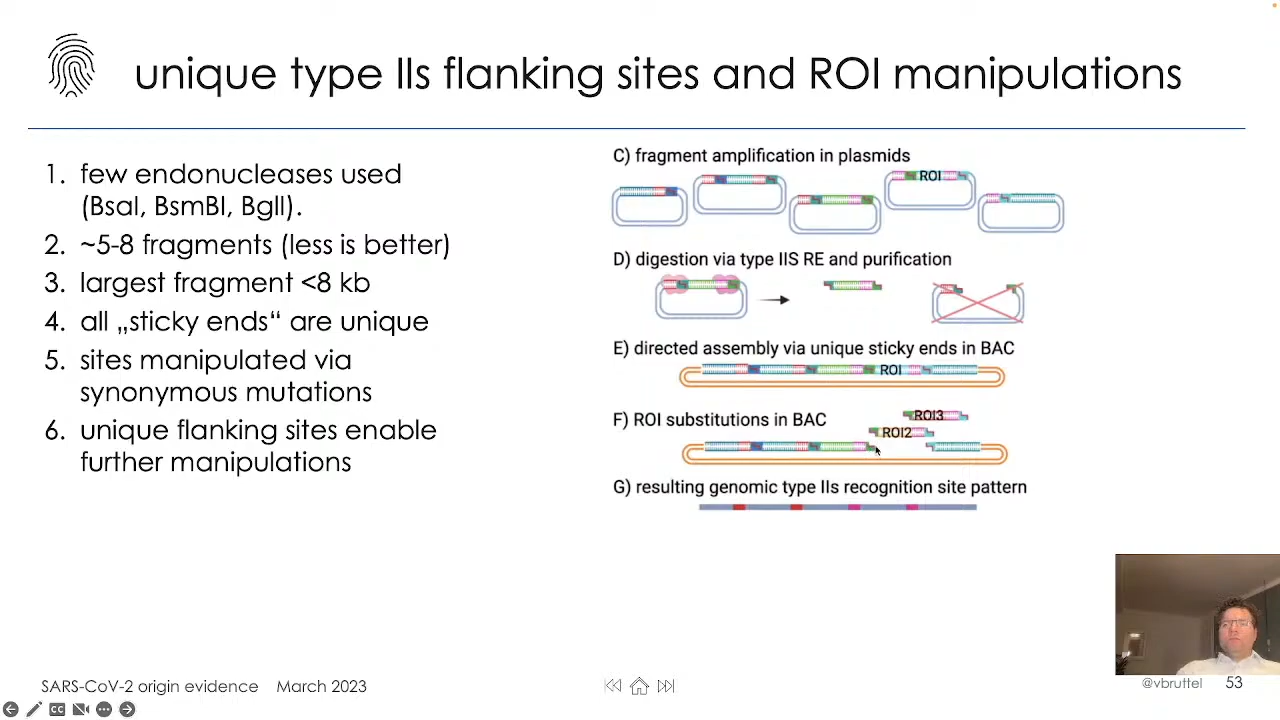 unique type IIs flanking sites and ROI manipulations
1. few endonucleases used
(BsaI, BsmBI, BglI).
2. ~5-8 fragments (less is better)
3. largest fragment <8 kb
4. all „sticky ends“ are unique
5. sites manipulated via
synonymous mutations
6. unique flanking sites enable
further manipulations
C) fragment amplification in plasmids
ROI
D) digestion via type IIS RE and purification
E) directed assembly via unique sticky ends in BAC
ROI
F) ROI substitutions in BAC
ROI3
ROI2
G) resulting genomic type IIs recognition site pattern
SARS-CoV-2 origin evidence March 2023
@vbruttel 53
CC